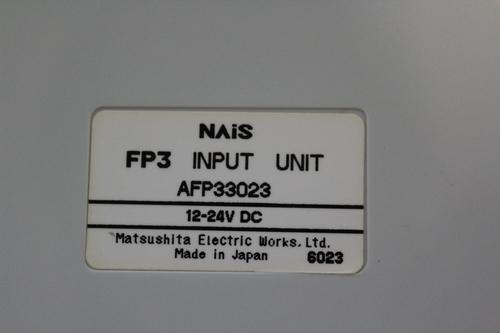 NAiS
FP3 INPUT UNIT
AFP33023
12-24V DC
Matsushita Electric Works, Ltd.
Made in Japan 6023